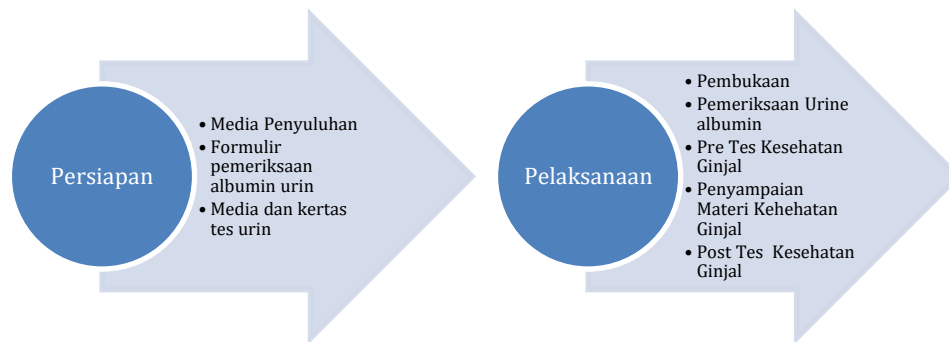 Persiapan
• Media Penyuluhan
• Formulir
pemeriksaan
albumin urin
• Media dan kertas
tes urin
Pelaksanaan
• Pembukaan
• Pemeriksaan Urine
albumin
• Pre Tes Kesehatan
Ginjal
• Penyampaian
Materi Kehehatan
Ginjal
• Post Tes  Kesehatan
Ginjal